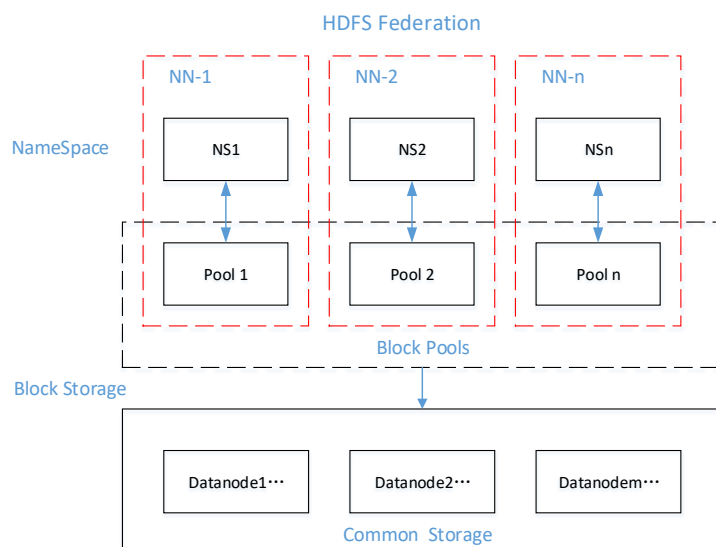 HDFS Federation
NN-1
NN-2
NN-n
NameSpace
NS1
NS2
NSn
Pool 1
Pool 2
Pool n
Block Pools
Block Storage
Datanode1⋯
Datanode2⋯
Datanodem⋯
Common Storage